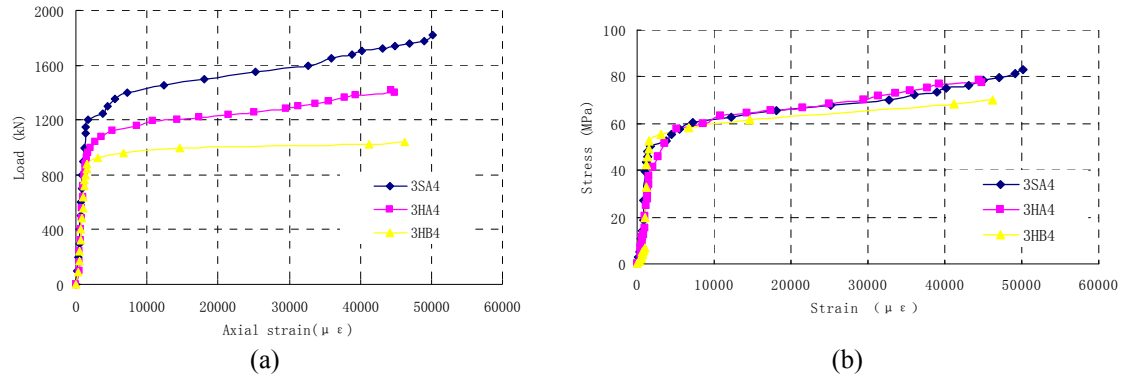 2000
1600
1200
800
400
0
Load (kN)
3SA4
3HA4
3HB4
0 10000 20000 30000 40000 50000 60000
Axial strain(μ ε)
(a)
100
80
60
40
20
0
Stress (MPa)
3SA4
3HA4
3HB4
0 10000 20000 30000 40000 50000 60000
Strain （μ ε）
(b)